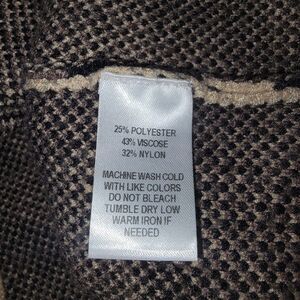 25% POLYESTER
43% VISCOSE
32% NYLON
MACHINE WASH COLD
WITH LIKE COLORS
DO NOT BLEACH
TUMBLE DRY LOW
WARM IRON IF
NEEDED